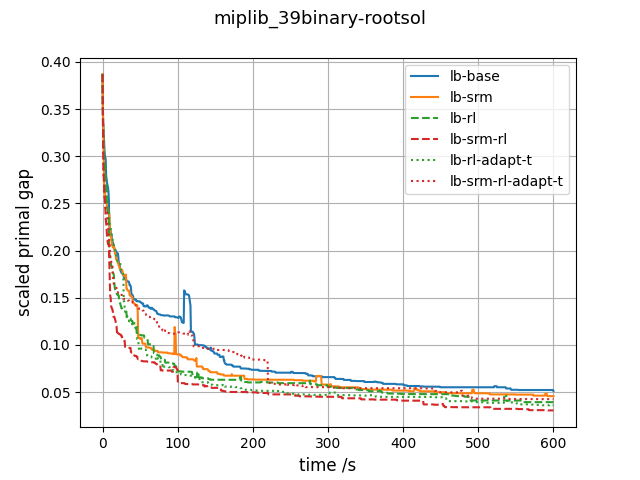 miplib_39binary-rootsol
scaled primal gap
0.40
0.35
0.30
0.25
0.20
0.15
0.10
0.05
lb-base
lb-srm
lb-rl
lb-srm-rl
lb-rl-adapt-t
lb-srm-rl-adapt-t
0
100
200
300
400
500
600
time /s